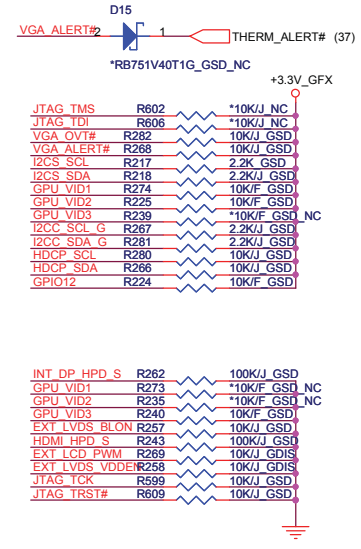 D15
VGA_ALERT# 2 1 THERM_ALERT# (37)
*RB751V40T1G_GSD_NC
+3.3V_GFX
JTAG_TMS R602 *10K/J_NC
JTAG_TDI R606 *10K/J_NC
VGA_OVT# R282 10K/J_GSD
VGA_ALERT# R268 10K/J_GSD
I2CS_SCL R217 2.2K_GSD
I2CS_SDA R218 2.2K/J_GSD
GPU_VID1 R274 10K/F_GSD
GPU_VID2 R225 10K/F_GSD
GPU_VID3 R239 *10K/F_GSD_NC
I2CC_SCL_G R267 2.2K/J_GSD
I2CC_SDA_G R281 2.2K/J_GSD
HDCP_SCL R280 10K/J_GSD
HDCP_SDA R266 10K/J_GSD
GPIO12 R224 10K/F_GSD
INT_DP_HPD_S R262 100K/J_GSD
GPU_VID1 R273 *10K/F_GSD_NC
GPU_VID2 R235 *10K/F_GSD_NC
GPU_VID3 R240 10K/F_GSD
EXT_LVDS_BLON R257 10K/J_GSD
HDMI_HPD_S R243 100K/J_GSD
EXT_LCD_PWM R269 10K/J_GDIS
EXT_LVDS_VDDEN R258 10K/J_GDIS
JTAG_TCK R599 10K/J_GSD
JTAG_TRST# R609 10K/J_GSD